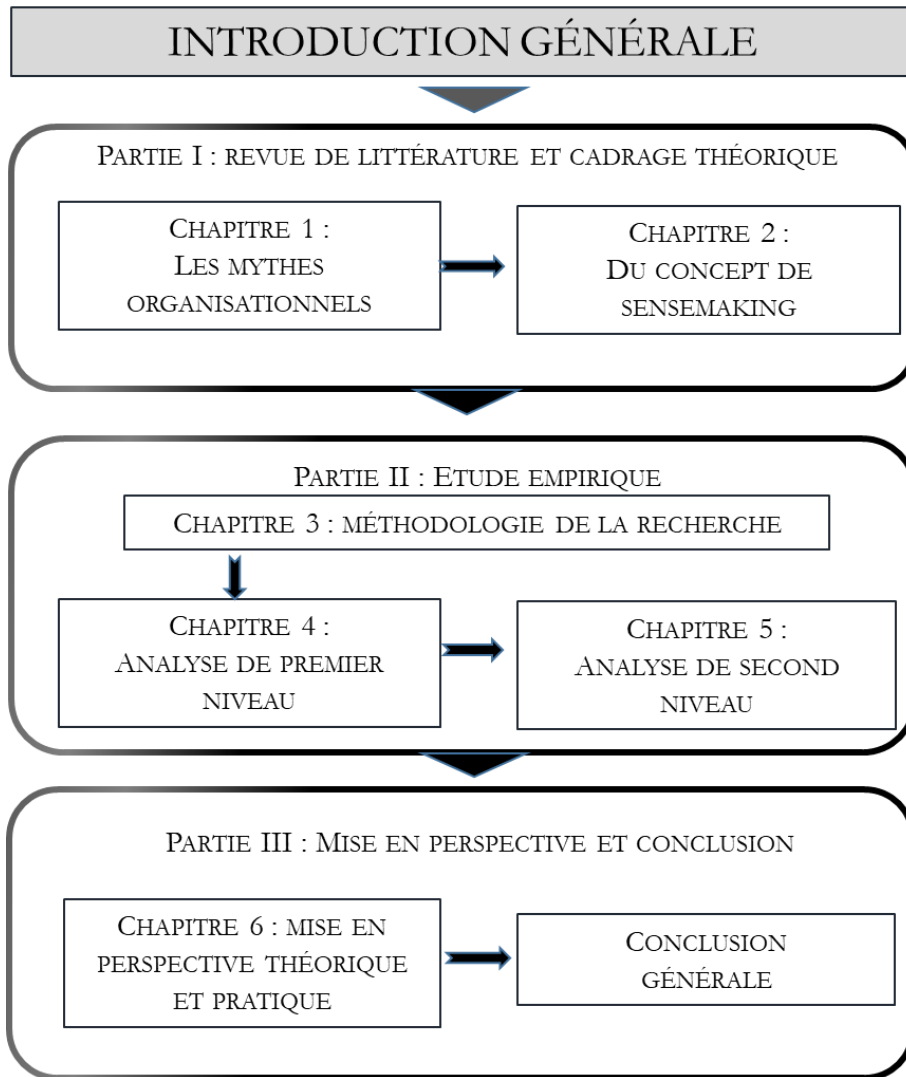 INTRODUCTION GÉNÉRALE
PARTIE I : REVUE DE LITTÉRATURE ET CADRAGE THÉORIQUE
CHAPITRE 1 :
LES MYTHES
ORGANISATIONNELS
CHAPITRE 2 :
DU CONCEPT DE
SENSEMAKING
PARTIE II : ETUDE EMPIRIQUE
CHAPITRE 3 : MÉTHODOLOGIE DE LA RECHERCHE
CHAPITRE 4 :
ANALYSE DE PREMIER
NIVEAU
CHAPITRE 5 :
ANALYSE DE SECOND
NIVEAU
PARTIE III : MISE EN PERSPECTIVE ET CONCLUSION
CHAPITRE 6 : MISE EN
PERSPECTIVE THÉORIQUE
ET PRATIQUE
CONCLUSION
GÉNÉRALE